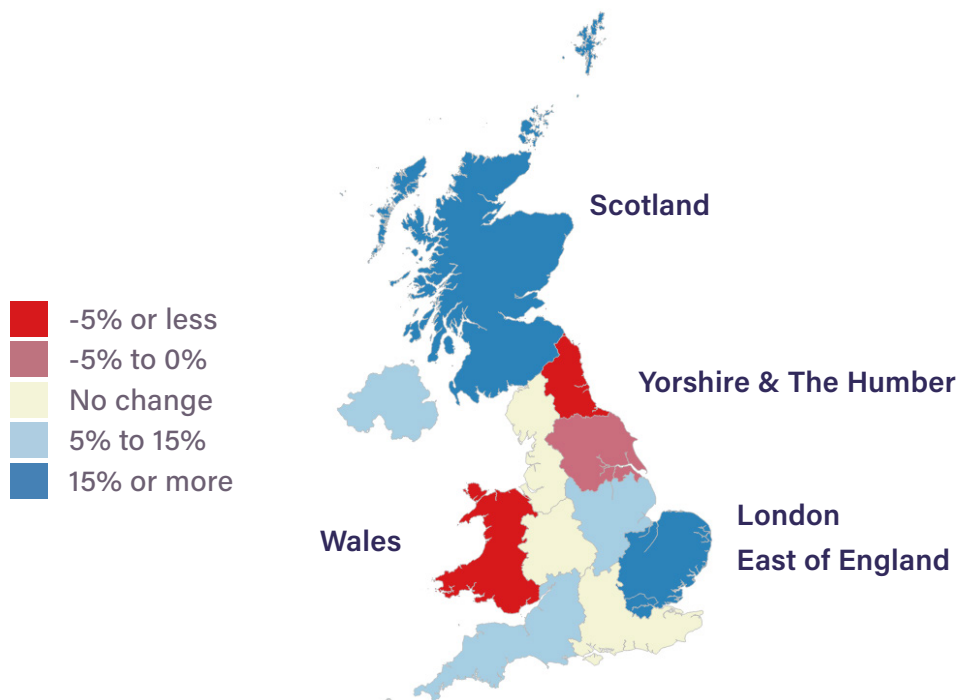 Scotland
-5% or less
-5% to 0%
Yorshire & The Humber
No change
5% to 15%
15% or more
London
Wales
East of England